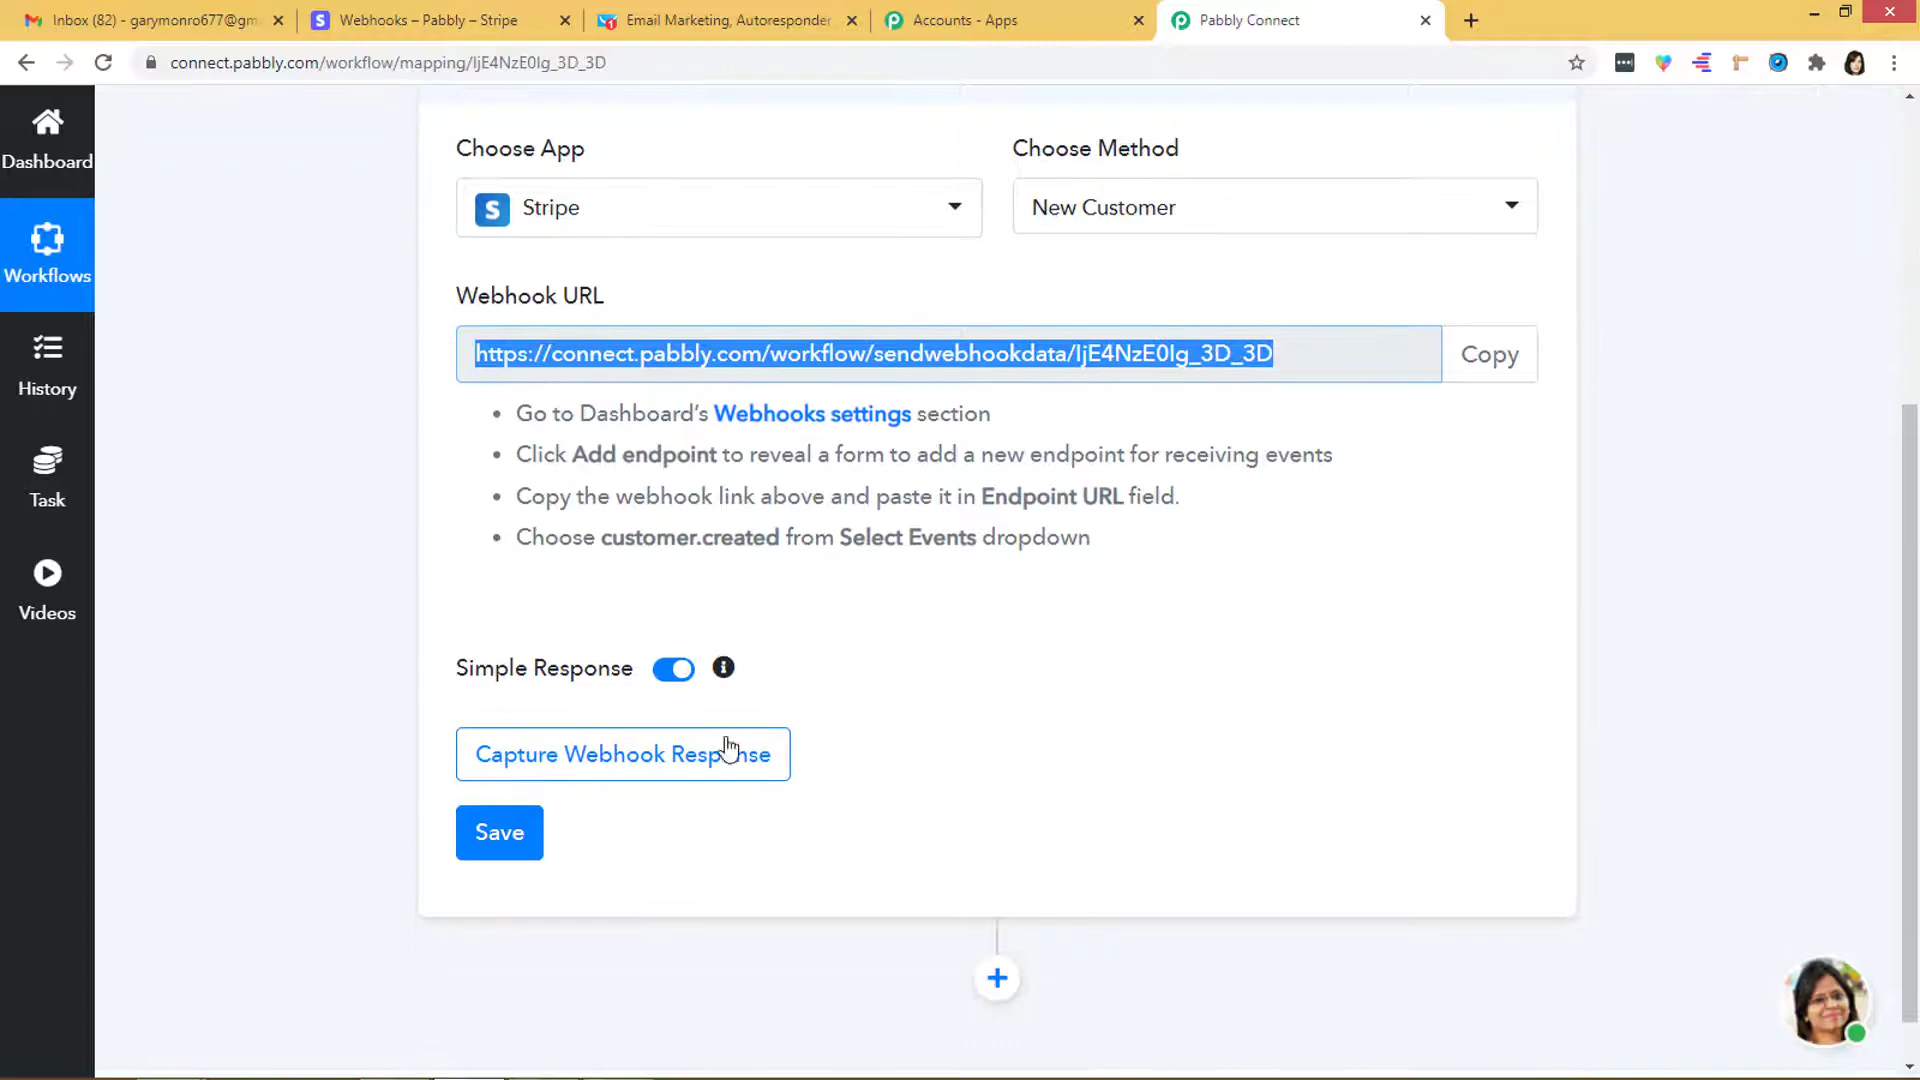 Inbox (82) - garymonro677@gm
Webhooks – Pabbly – Stripe
Email Marketing, Autoresponder
Accounts - Apps
Pabbly Connect
connect.pabbly.com/workflow/mapping/IjE4NzE0Ig_3D_3D
Dashboard
Workflows
History
Task
Videos
Choose App
Choose Method
S Stripe
New Customer
Webhook URL
https://connect.pabbly.com/workflow/sendwebhookdata/IjE4NzE0Ig_3D_3D
Copy
• Go to Dashboard’s Webhooks settings section
• Click Add endpoint to reveal a form to add a new endpoint for receiving events
• Copy the webhook link above and paste it in Endpoint URL field.
• Choose customer.created from Select Events dropdown
Simple Response
Capture Webhook Response
Save